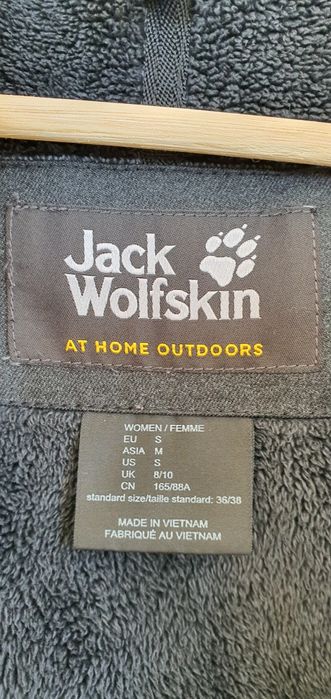 Jack
Wolfskin
AT HOME OUTDOORS
WOMEN / FEMME
EU S
ASIA M
US S
UK 8/10
CN 165/88A
standard size/taille standard: 36/38
MADE IN VIETNAM
FABRIQUÉ AU VIETNAM